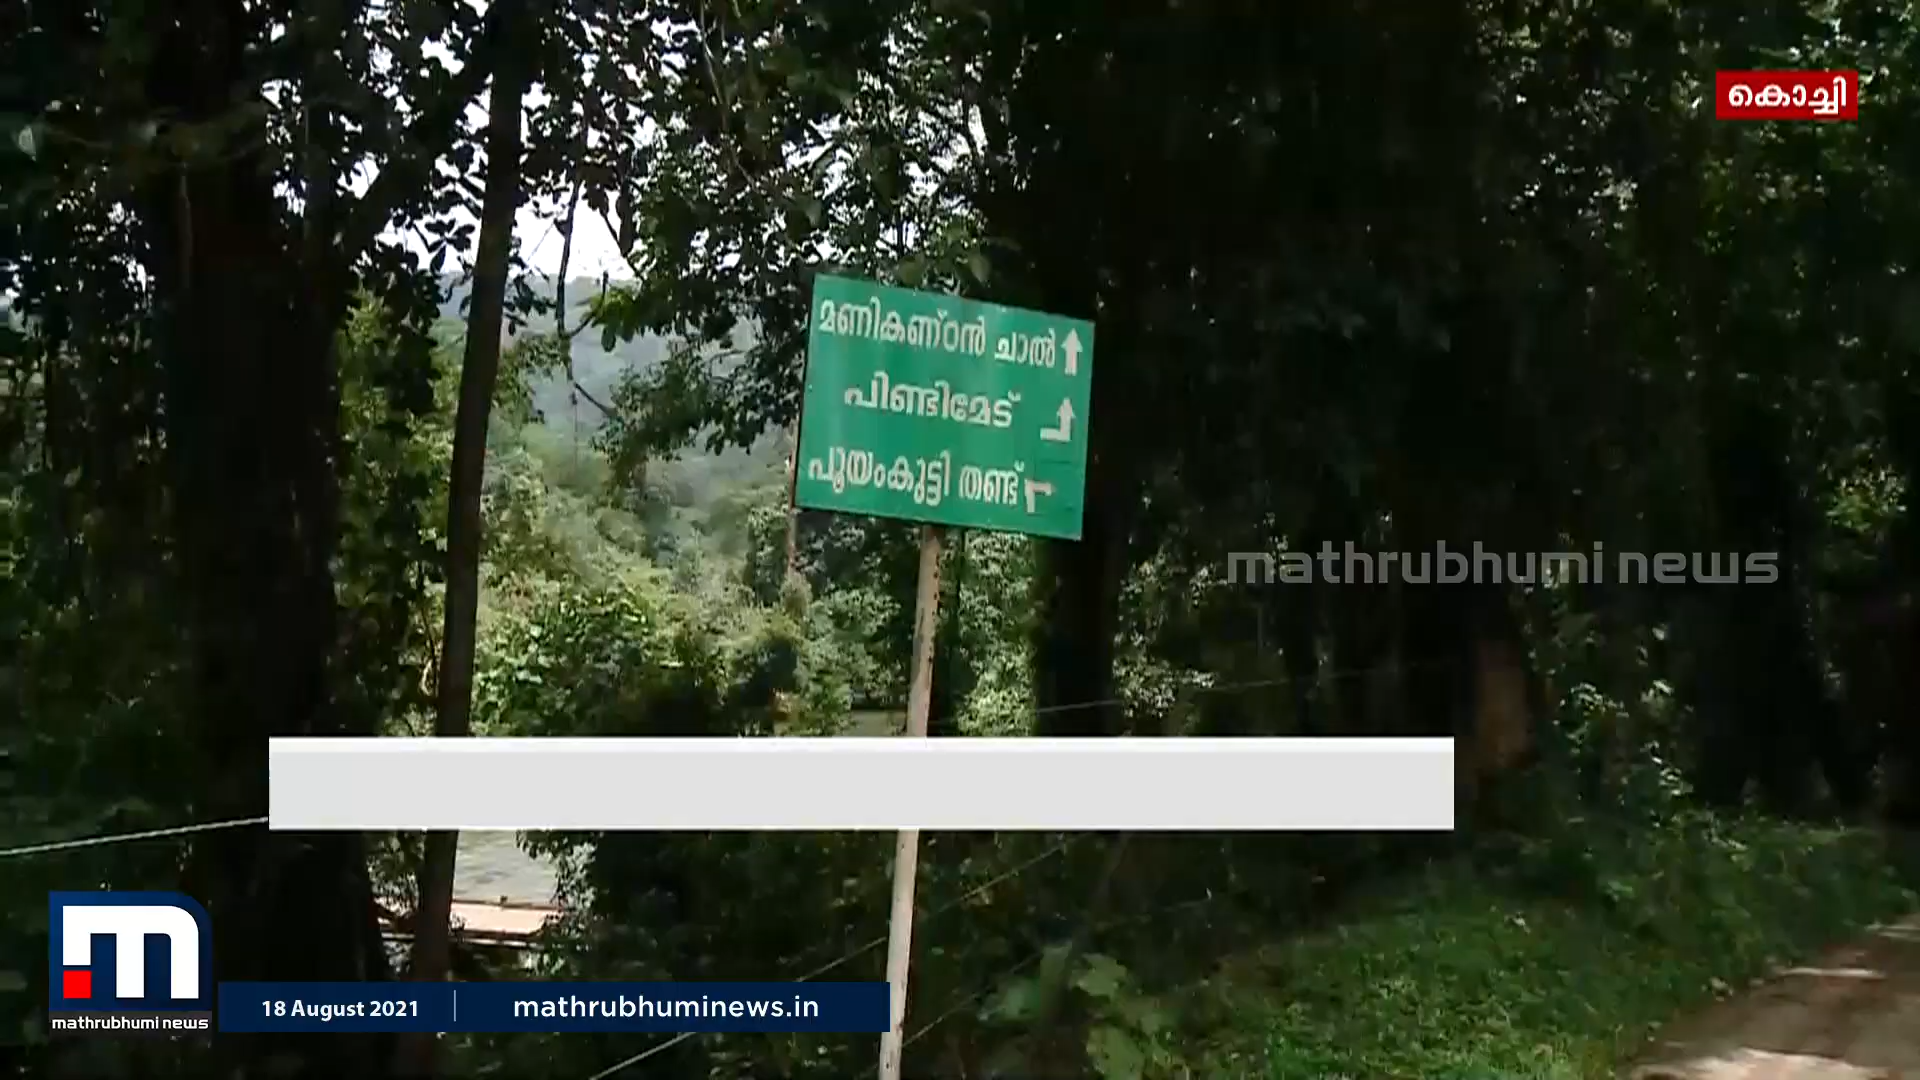 കൊച്ചി
മണികണ്ഠൻ ചാൽ
പിണ്ടിമേട്
പൂയംകുട്ടി തണ്ട്
mathrubhumi news
18 August 2021
mathrubhuminews.in
mathrubhumi news